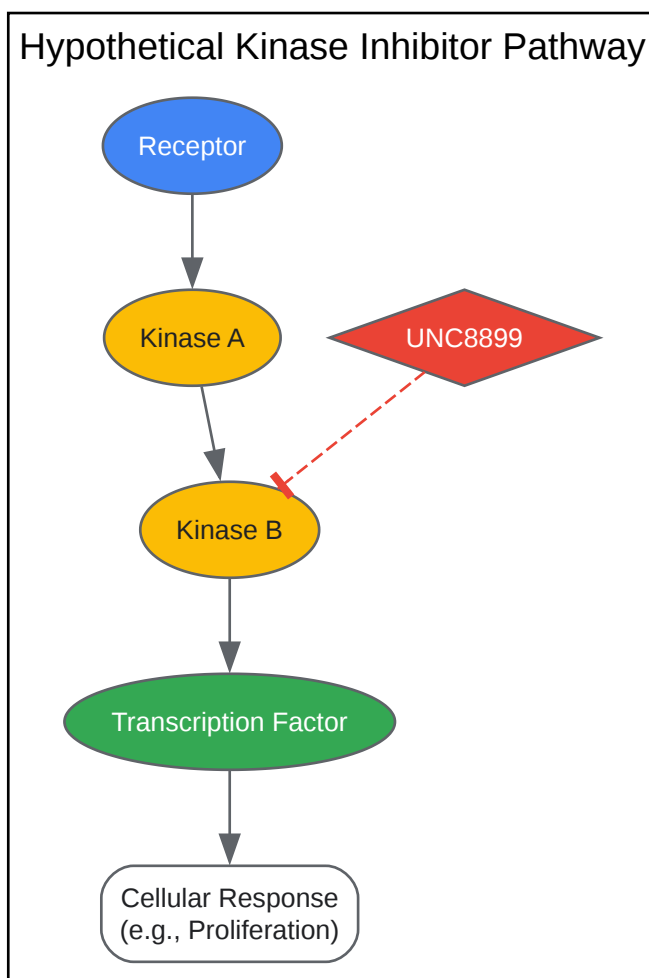 Hypothetical Kinase Inhibitor Pathway
Receptor
Kinase A
UNC8899
Kinase B
Transcription Factor
Cellular Response
(e.g., Proliferation)